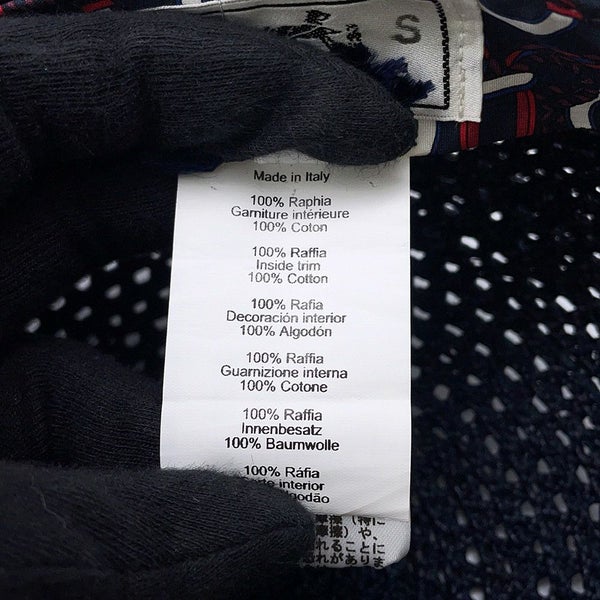 S
Made in Italy
100% Raphia
Garniture intérieure
100% Coton
100% Raffia
Inside trim
100% Cotton
100% Rafia
Decoración interior
100% Algodón
100% Raffia
Guarnizione interna
100% Cotone
100% Raffia
Innenbesatz
100% Baumwolle
100% Ráfia
interior